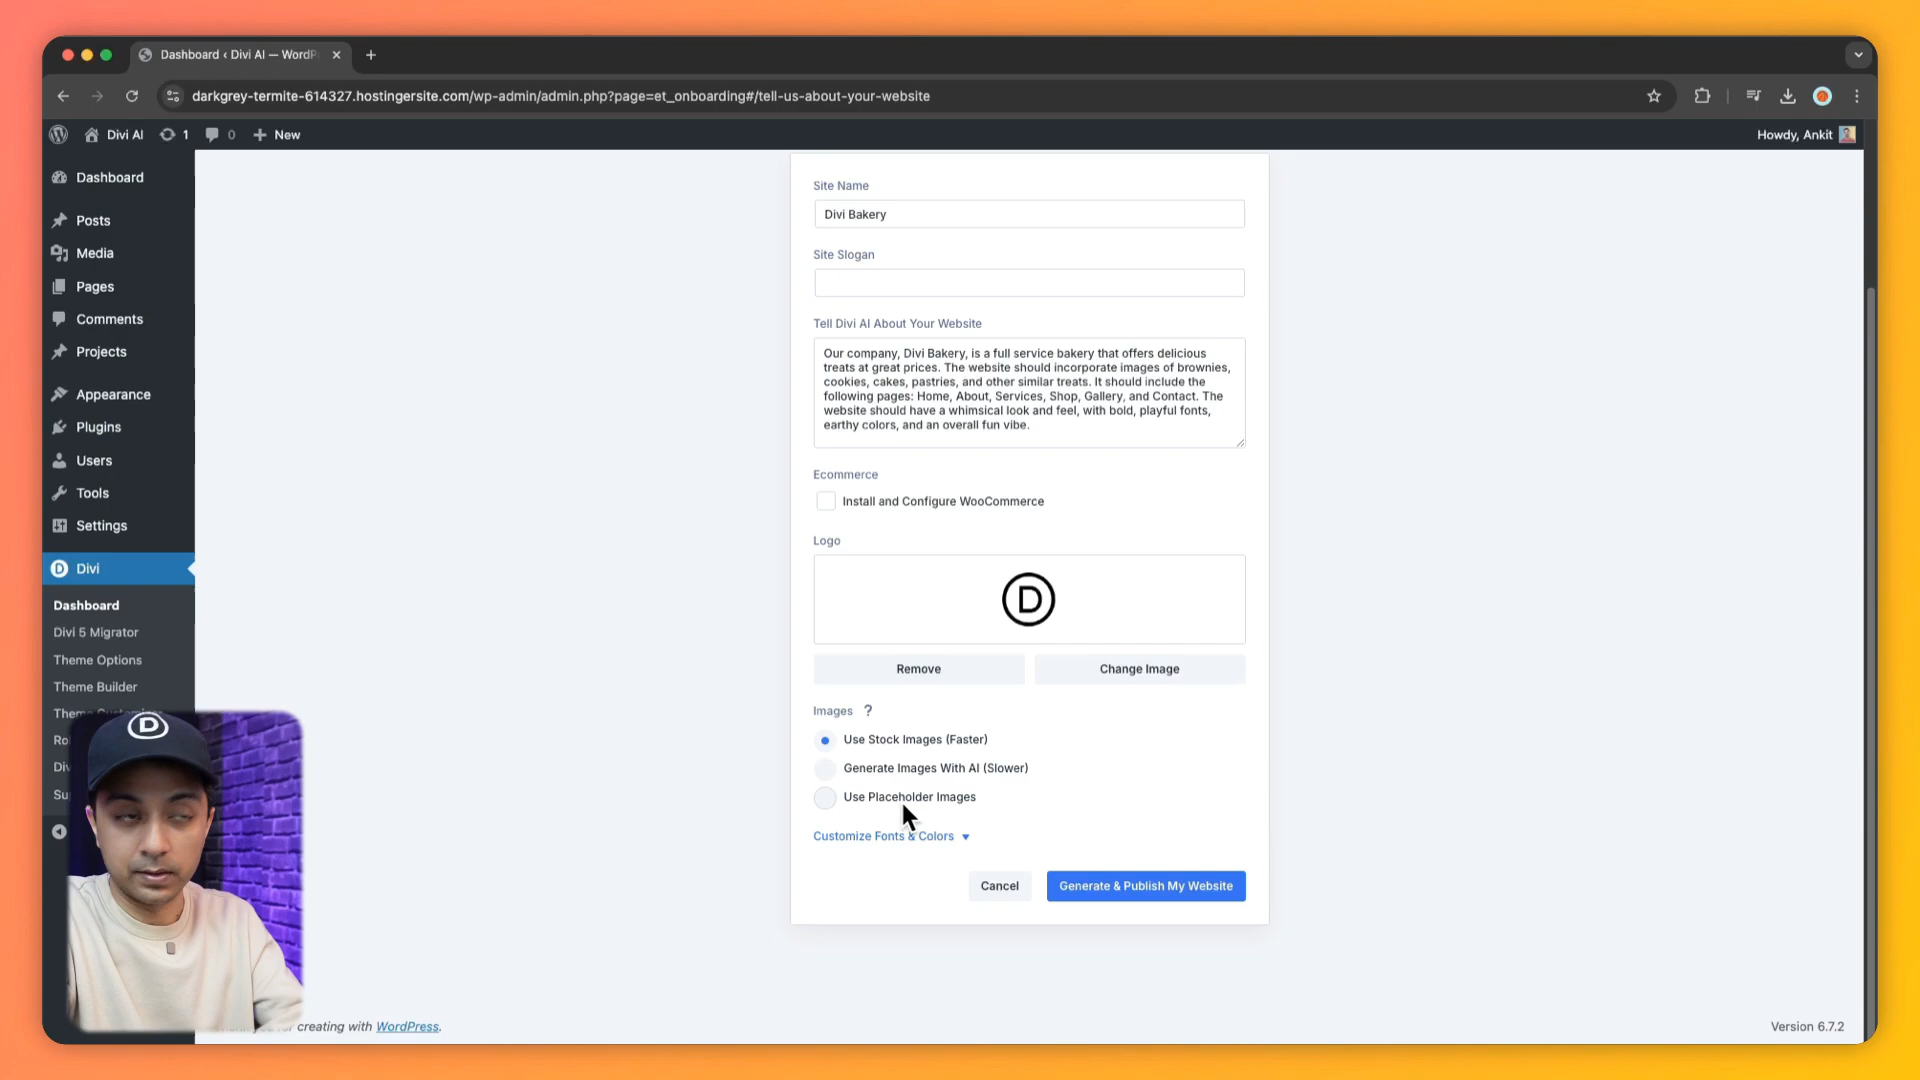 Dashboard ‹ Divi AI — WordP
darkgrey-termite-614327.hostingersite.com/wp-admin/admin.php?page=et_onboarding#/tell-us-about-your-website
Divi AI
1
0
New
Howdy, Ankit
Dashboard
Posts
Media
Pages
Comments
Projects
Appearance
Plugins
Users
Tools
Settings
Divi
Dashboard
Divi 5 Migrator
Theme Options
Theme Builder
Site Name
Divi Bakery
Site Slogan
Tell Divi AI About Your Website
Our company, Divi Bakery, is a full service bakery that offers delicious
treats at great prices. The website should incorporate images of brownies,
cookies, cakes, pastries, and other similar treats. It should include the
following pages: Home, About, Services, Shop, Gallery, and Contact. The
website should have a whimsical look and feel, with bold, playful fonts,
earthy colors, and an overall fun vibe.
Ecommerce
Install and Configure WooCommerce
Logo
D
Remove
Change Image
Images ?
Use Stock Images (Faster)
Generate Images With AI (Slower)
Use Placeholder Images
Customize Fonts & Colors
Cancel
Generate & Publish My Website
D
creating with WordPress.
Version 6.7.2